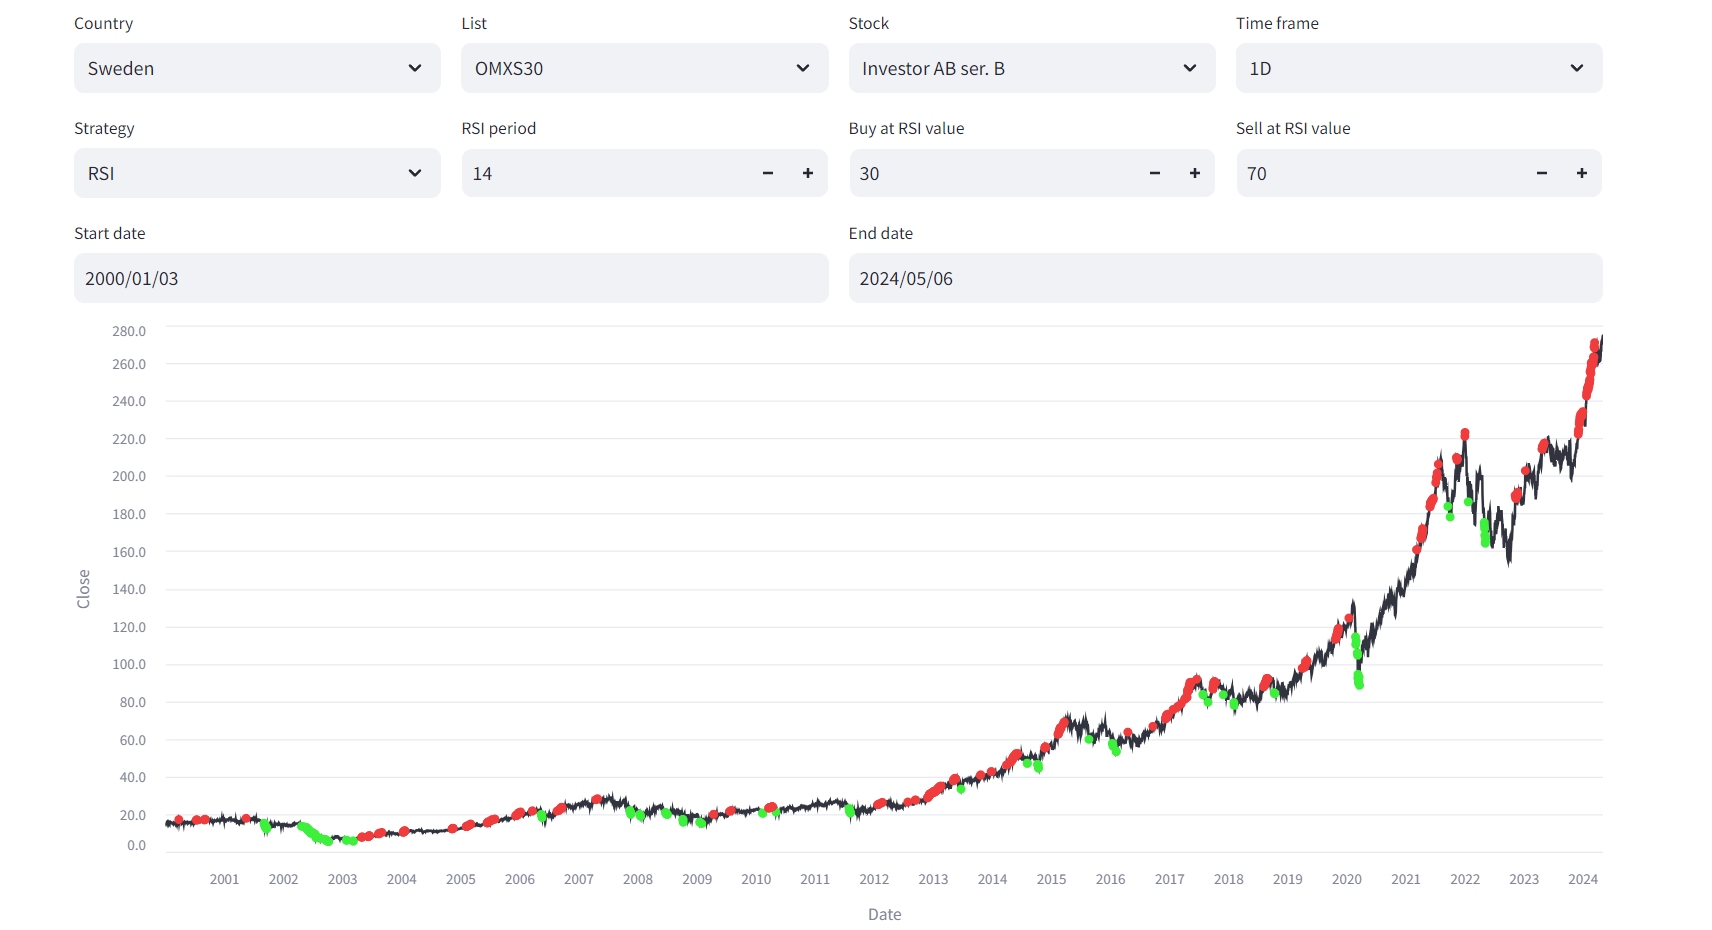 Country List Stock Time frame
Sweden OMXS30 Investor AB ser. B 1D
Strategy RSI period Buy at RSI value Sell at RSI value
RSI 14 30 70
Start date End date
2000/01/03 2024/05/06
280.0
260.0
240.0
220.0
200.0
180.0
160.0
140.0
120.0
100.0
80.0
60.0
40.0
20.0
0.0
Close
2001 2002 2003 2004 2005 2006 2007 2008 2009 2010 2011 2012 2013 2014 2015 2016 2017 2018 2019 2020 2021 2022 2023 2024
Date